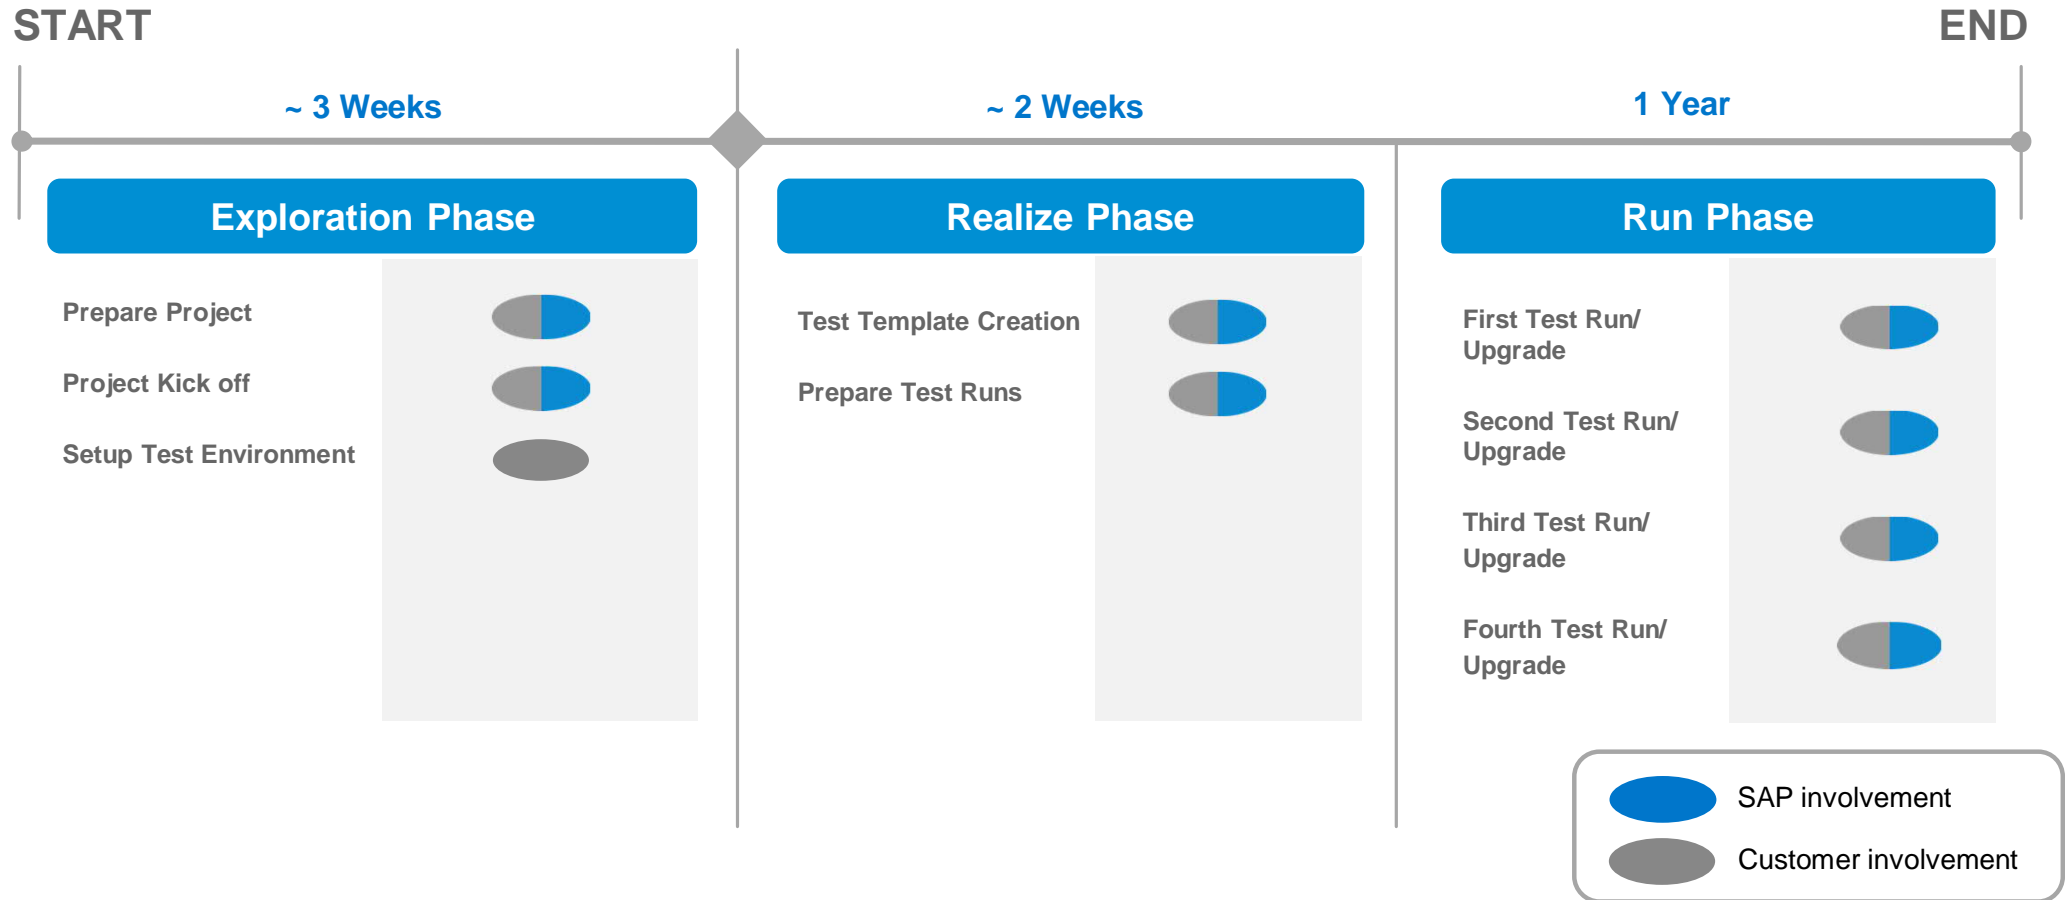 START
END
~ 3 Weeks
~ 2 Weeks
1 Year
Exploration Phase
Realize Phase
Run Phase
Prepare Project
Project Kick off
Setup Test Environment
Test Template Creation
Prepare Test Runs
First Test Run/
Upgrade
Second Test Run/
Upgrade
Third Test Run/
Upgrade
Fourth Test Run/
Upgrade
SAP involvement
Customer involvement